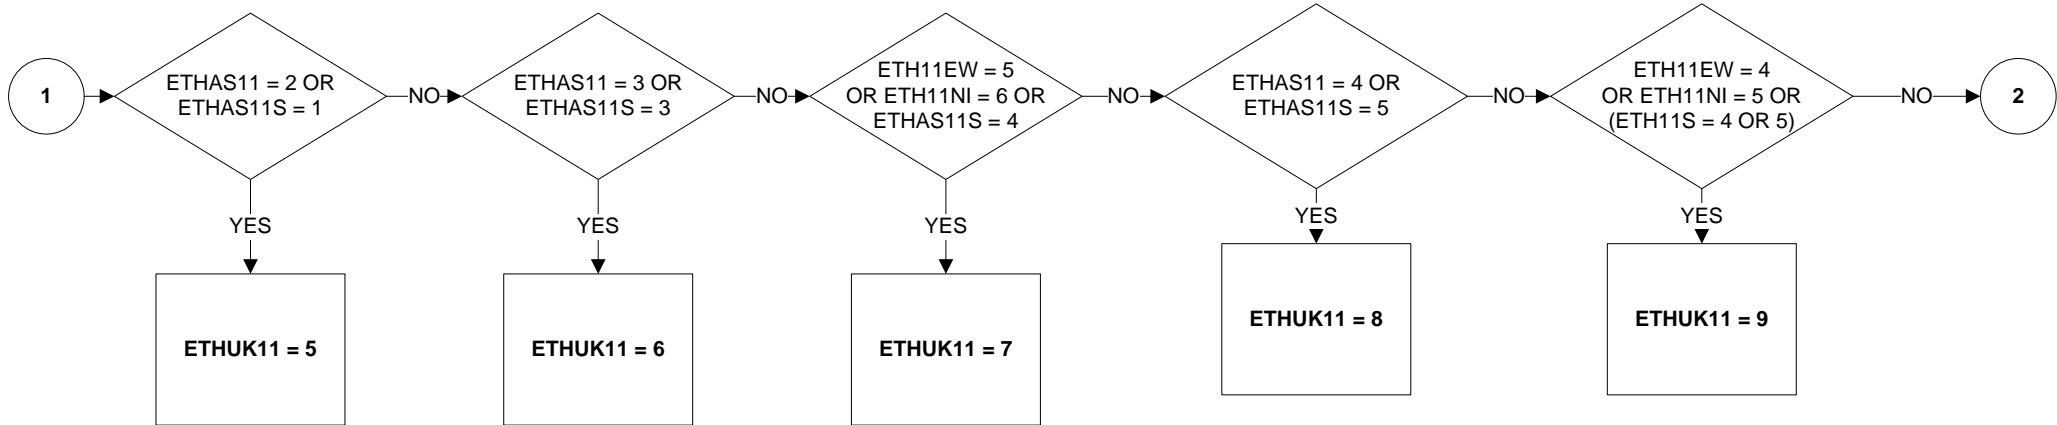 1
ETHAS11 = 2 OR
ETHAS11S = 1
NO
ETHAS11 = 3 OR
ETHAS11S = 3
NO
ETH11EW = 5
OR ETH11NI = 6 OR
ETHAS11S = 4
NO
ETHAS11 = 4 OR
ETHAS11S = 5
NO
ETH11EW = 4
OR ETH11NI = 5 OR
(ETH11S = 4 OR 5)
NO
2
YES
YES
YES
YES
YES
ETHUK11 = 5
ETHUK11 = 6
ETHUK11 = 7
ETHUK11 = 8
ETHUK11 = 9